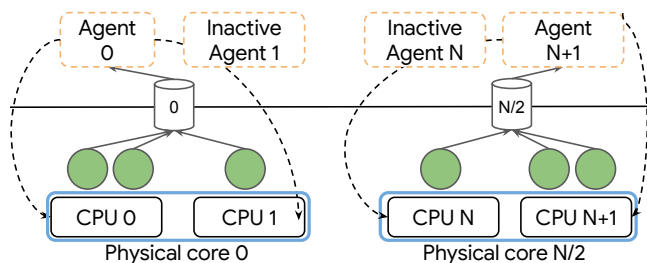 Agent
0
Inactive
Agent 1
Inactive
Agent N
Agent
N+1
0
N/2
CPU 0
CPU 1
CPU N
CPU N+1
Physical core 0
Physical core N/2